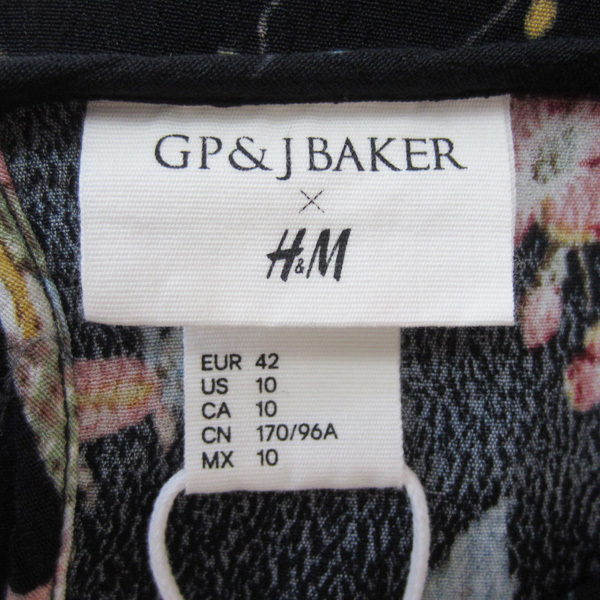 GP & J BAKER
×
H&M
EUR 42
US 10
CA 10
CN 170/96A
MX 10